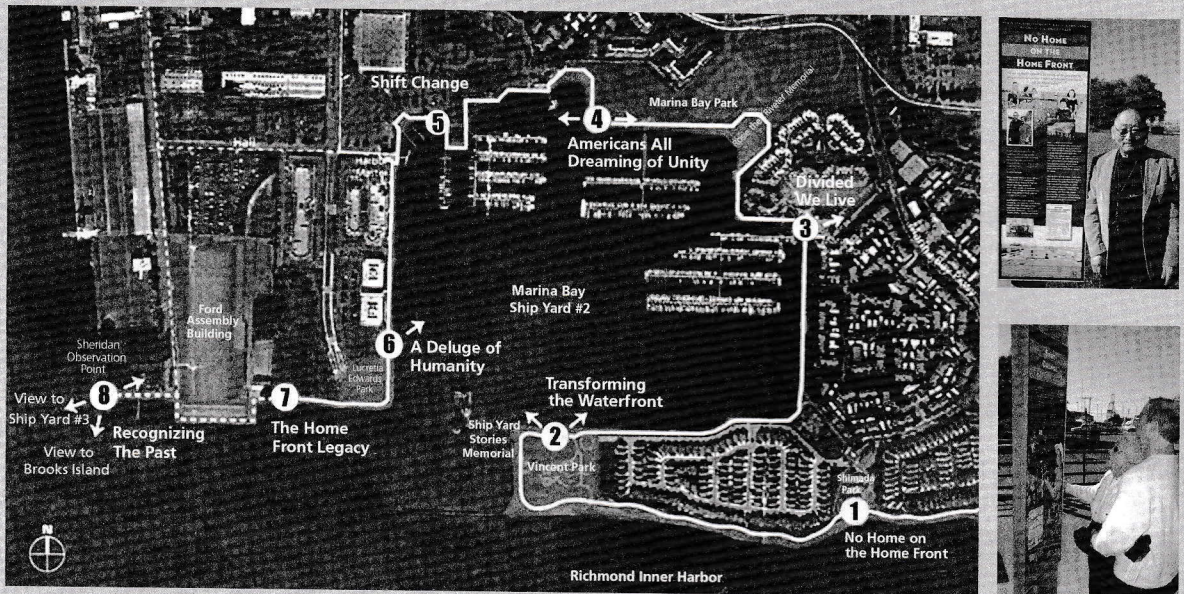 Shift Change
5
4
Marina Bay Park
Americans All
Dreaming of Unity
Hall
Divided
We Live
3
Marina Bay
Ship Yard #2
Ford
Assembly
Building
6
A Deluge of
Humanity
Lucretia
Edwards
Park
Sheridan
Observation
Point
8
View to
Ship Yard #3
View to
Brooks Island
Recognizing
The Past
7
The Home
Front Legacy
Transforming
the Waterfront
2
Ship Yard
Stories
Memorial
Vincent Park
Shimada
Park
1
No Home on
the Home Front
N
Richmond Inner Harbor
NO HOME
ON THE
HOME FRONT